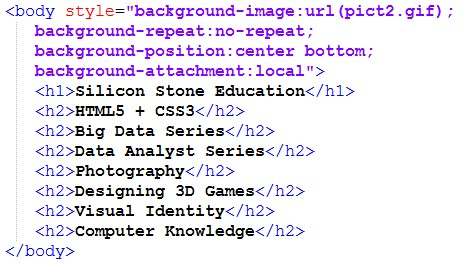 <body style="background-image:url(pict2.gif);
background-repeat:no-repeat;
background-position:center bottom;
background-attachment:local">
<h1>Silicon Stone Education</h1>
<h2>HTML5 + CSS3</h2>
<h2>Big Data Series</h2>
<h2>Data Analyst Series</h2>
<h2>Photography</h2>
<h2>Designing 3D Games</h2>
<h2>Visual Identity</h2>
<h2>Computer Knowledge</h2>
</body>